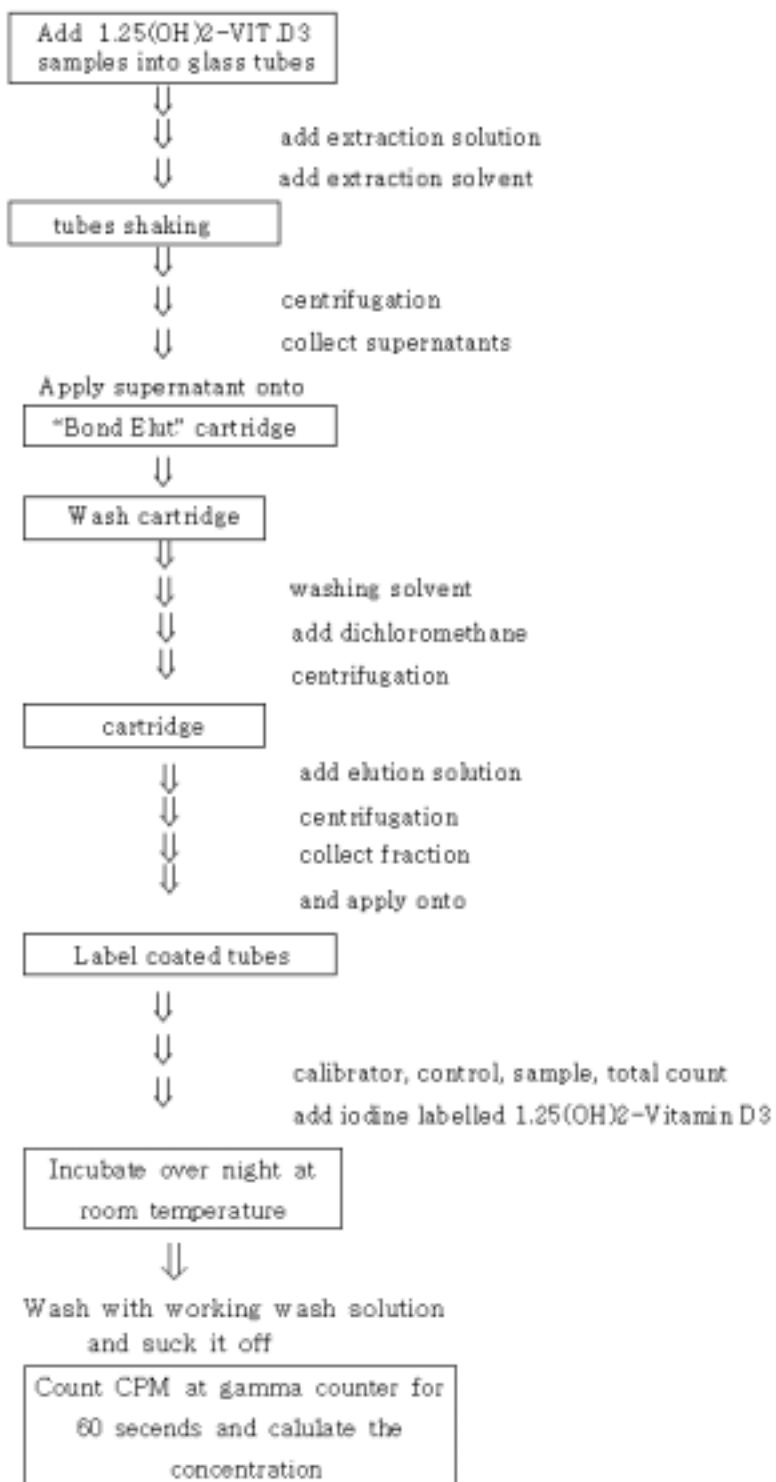 Add 1.25(OH)2-VIT.D3
samples into glass tubes
add extraction solution
add extraction solvent
tubes shaking
centrifugation
collect supernatants
Apply supernatant onto
"Bond Elut" cartridge
Wash cartridge
washing solvent
add dichloromethane
centrifugation
cartridge
add elution solution
centrifugation
collect fraction
and apply onto
Label coated tubes
calibrator, control, sample, total count
add iodine labelled 1.25(OH)2-Vitamin D3
Incubate over night at
room temperature
Wash with working wash solution
and suck it off
Count CPM at gamma counter for
60 secends and calulate the
concentration